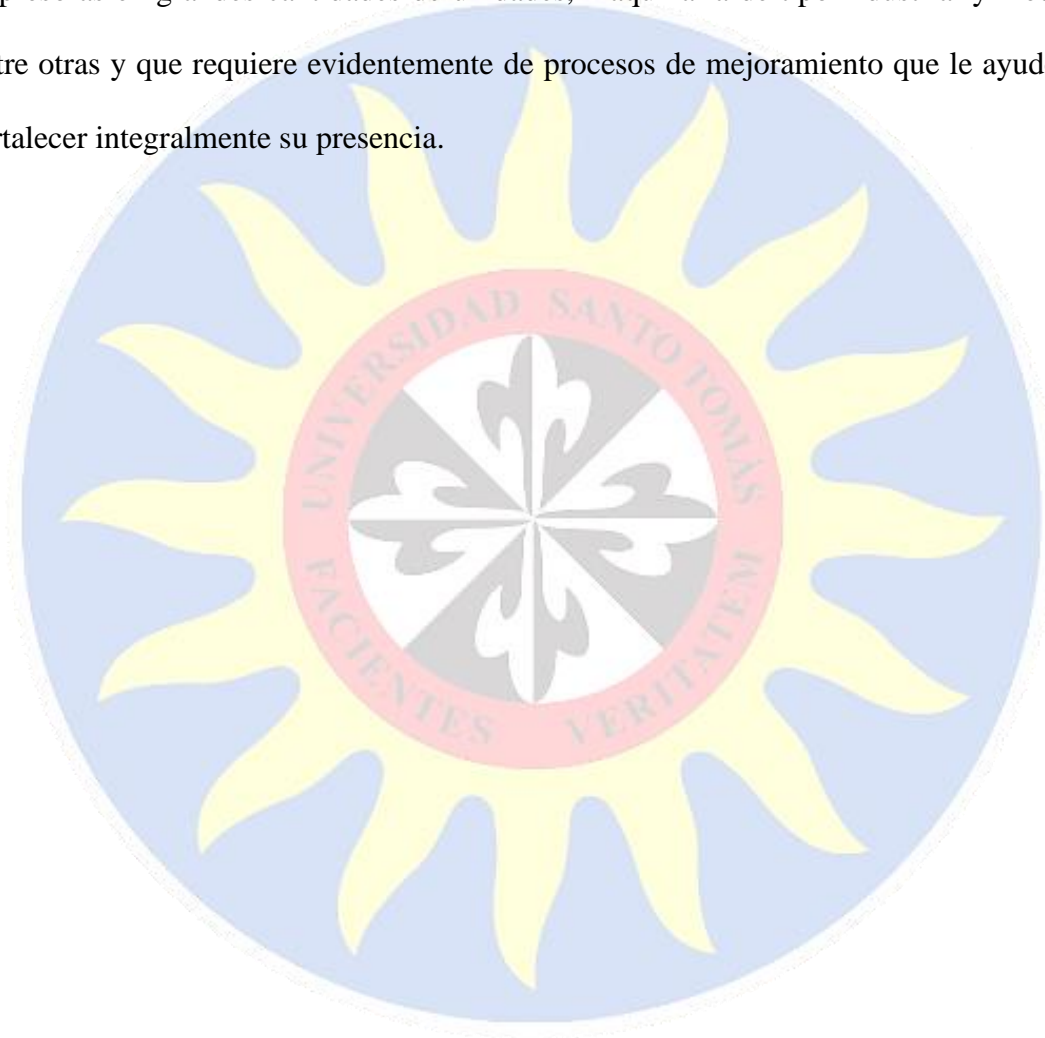 tre otras y que requiere evidentemente de procesos de mejoramiento que le ayud
rtalecer integralmente su presencia.
UNIVERSIDAD SANTO TOMÁS
FACIENTES VERITATEM